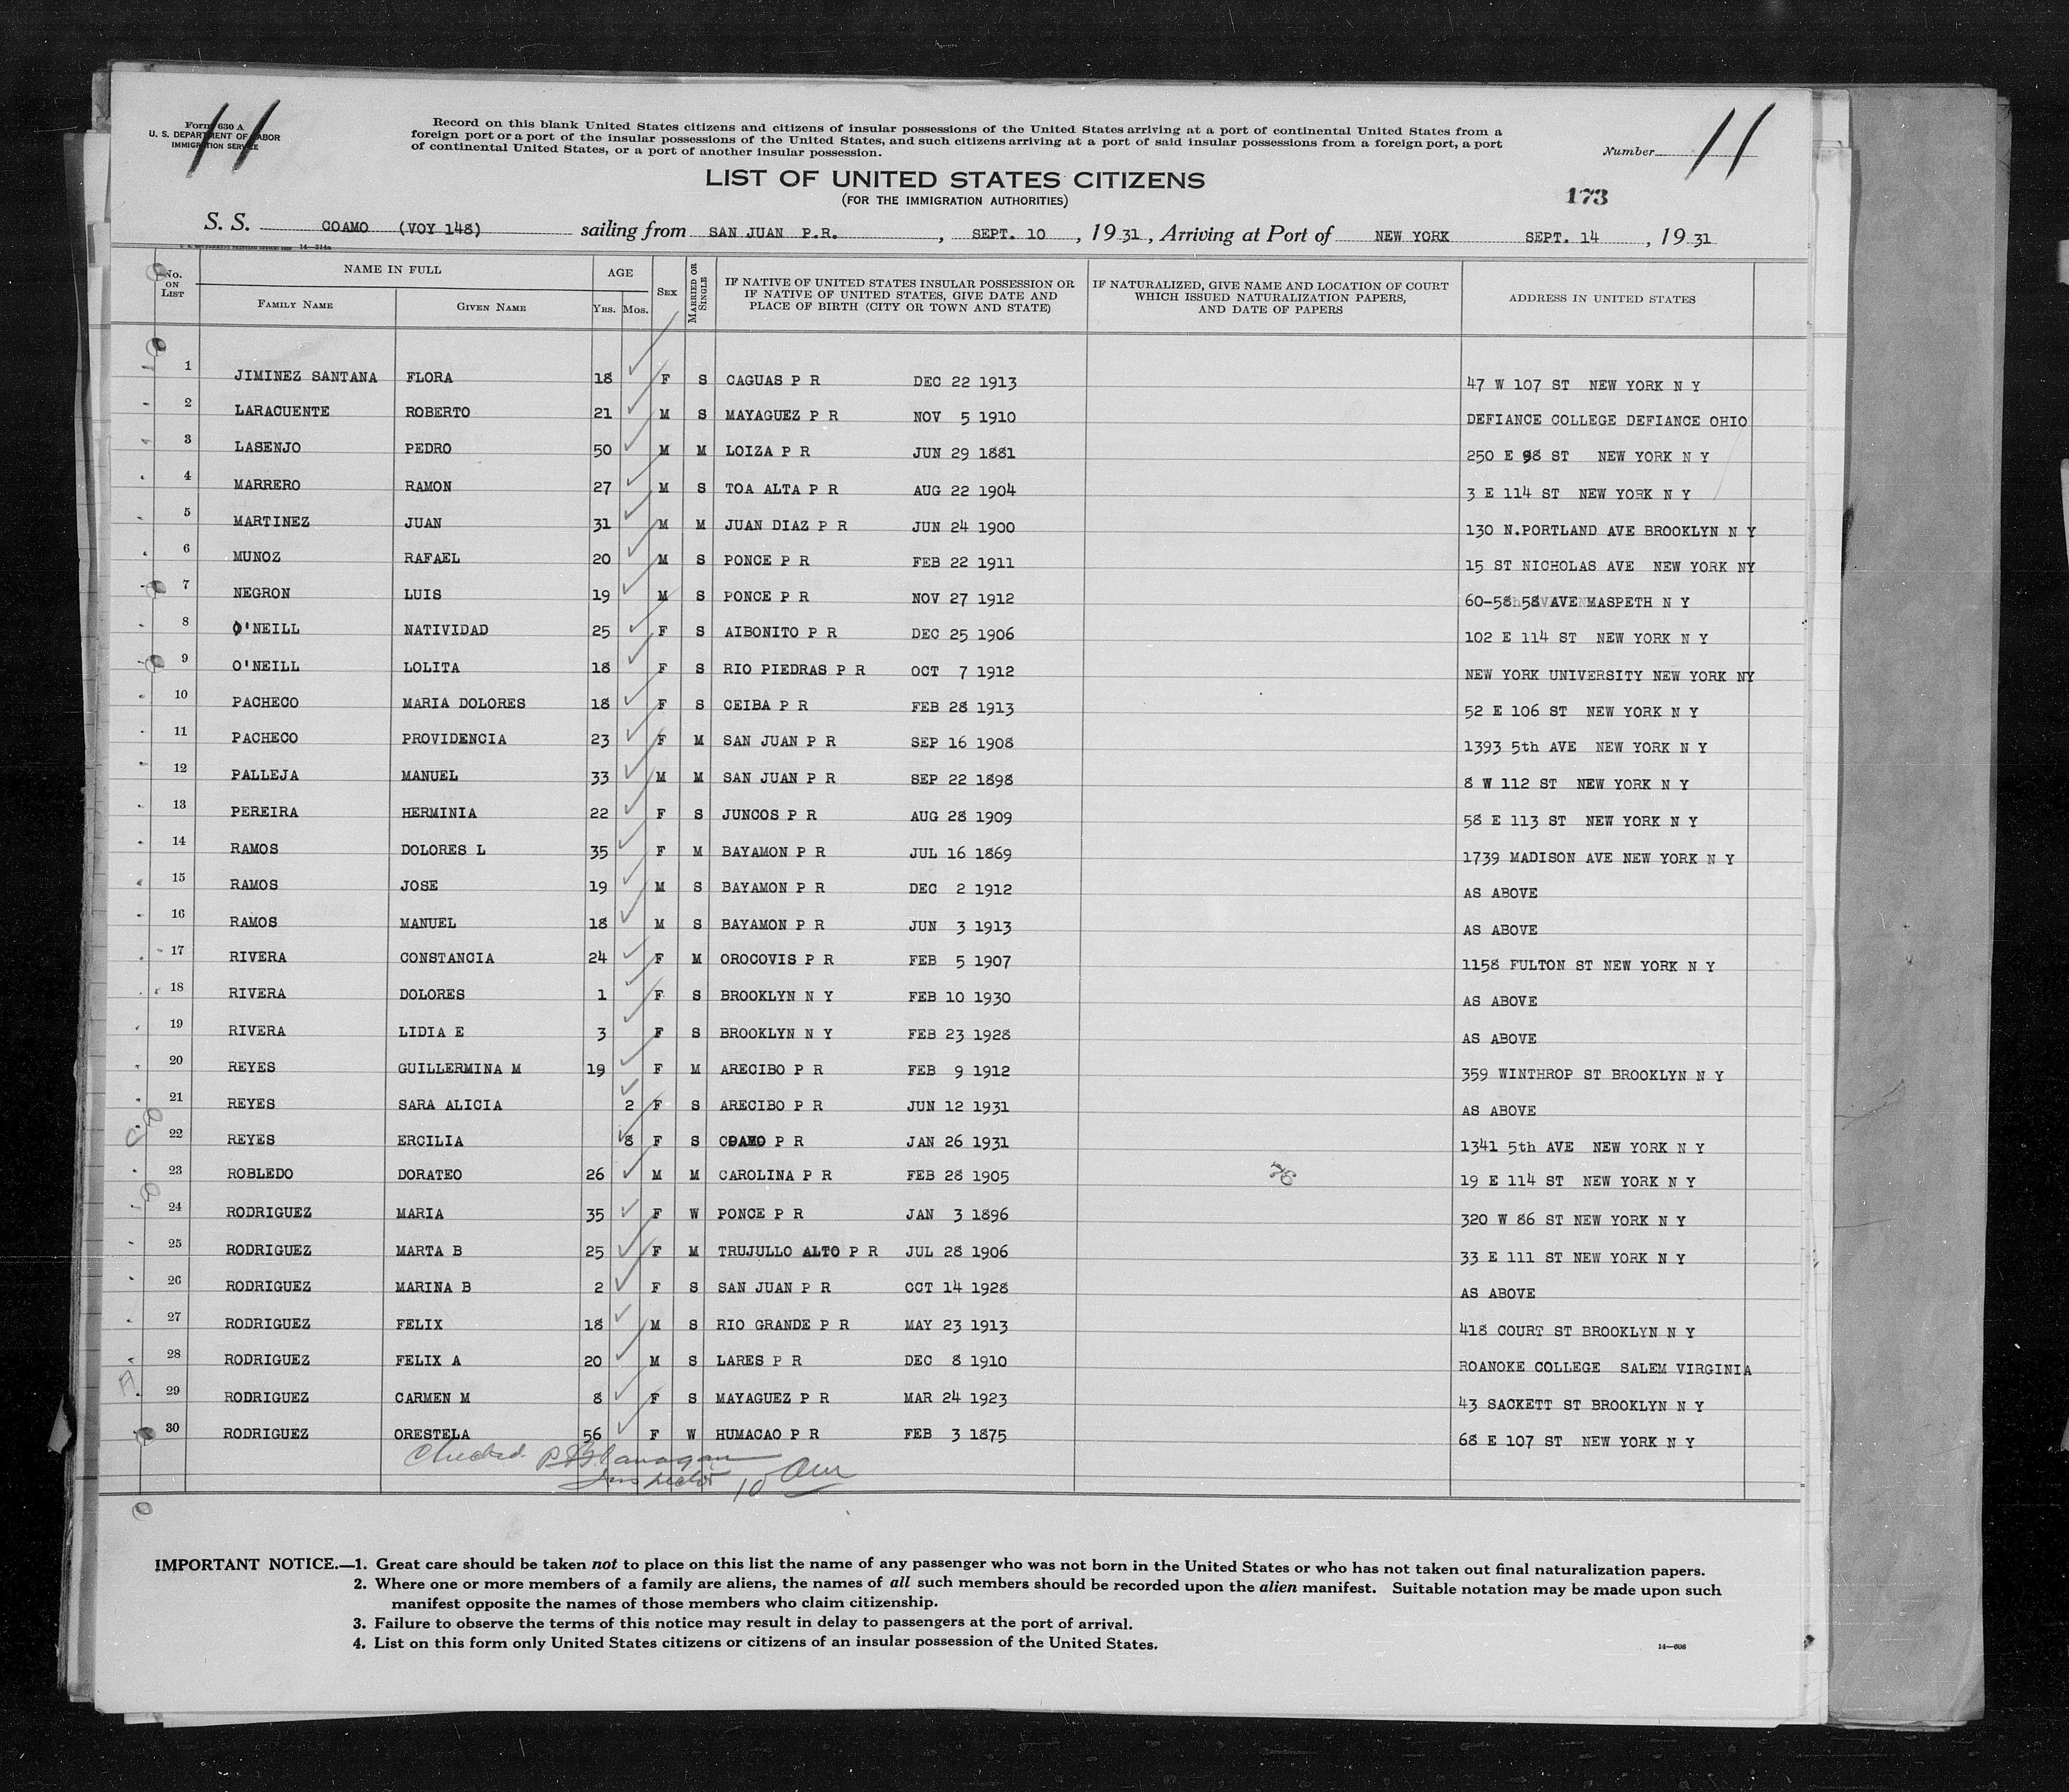 11
11
Form 630 A
U. S. DEPARTMENT OF LABOR
IMMIGRATION SERVICE
Record on this blank United States citizens and citizens of insular possessions of the United States arriving at a port of continental United States from a
foreign port or a port of the insular possessions of the United States, and such citizens arriving at a port of said insular possessions from a foreign port, a port
of continental United States, or a port of another insular possession.
Number
LIST OF UNITED STATES CITIZENS
(FOR THE IMMIGRATION AUTHORITIES)
173
S. S. COAMO (VOY 148) sailing from SAN JUAN P.R. , SEPT. 10 , 1931 , Arriving at Port of NEW YORK SEPT. 14 , 1931
14—314a
No. ON LIST NAME IN FULL FAMILY NAME GIVEN NAME AGE YRS. MOS. SEX MARRIED OR SINGLE IF NATIVE OF UNITED STATES INSULAR POSSESSION OR IF NATIVE OF UNITED STATES, GIVE DATE AND PLACE OF BIRTH (CITY OR TOWN AND STATE) IF NATURALIZED, GIVE NAME AND LOCATION OF COURT WHICH ISSUED NATURALIZATION PAPERS, AND DATE OF PAPERS ADDRESS IN UNITED STATES
1 JIMINEZ SANTANA FLORA 18 F S CAGUAS P R DEC 22 1913 47 W 107 ST NEW YORK N Y
2 LARACUENTE ROBERTO 21 M S MAYAGUEZ P R NOV 5 1910 DEFIANCE COLLEGE DEFIANCE OHIO
3 LASENJO PEDRO 50 M M LOIZA P R JUN 29 1881 250 E 98 ST NEW YORK N Y
4 MARRERO RAMON 27 M S TOA ALTA P R AUG 22 1904 3 E 114 ST NEW YORK N Y
5 MARTINEZ JUAN 31 M M JUAN DIAZ P R JUN 24 1900 130 N.PORTLAND AVE BROOKLYN N Y
6 MUNOZ RAFAEL 20 M S PONCE P R FEB 22 1911 15 ST NICHOLAS AVE NEW YORK NY
7 NEGRON LUIS 19 M S PONCE P R NOV 27 1912 60-58 58 AVE MASPETH N Y
8 O'NEILL NATIVIDAD 25 F S AIBONITO P R DEC 25 1906 102 E 114 ST NEW YORK N Y
9 O'NEILL LOLITA 18 F S RIO PIEDRAS P R OCT 7 1912 NEW YORK UNIVERSITY NEW YORK NY
10 PACHECO MARIA DOLORES 18 F S CEIBA P R FEB 28 1913 52 E 106 ST NEW YORK N Y
11 PACHECO PROVIDENCIA 23 F M SAN JUAN P R SEP 16 1908 1393 5th AVE NEW YORK N Y
12 PALLEJA MANUEL 33 M M SAN JUAN P R SEP 22 1898 8 W 112 ST NEW YORK N Y
13 PEREIRA HERMINIA 22 F S JUNCOS P R AUG 28 1909 58 E 113 ST NEW YORK N Y
14 RAMOS DOLORES L 35 F M BAYAMON P R JUL 16 1869 1739 MADISON AVE NEW YORK N Y
15 RAMOS JOSE 19 M S BAYAMON P R DEC 2 1912 AS ABOVE
16 RAMOS MANUEL 18 M S BAYAMON P R JUN 3 1913 AS ABOVE
17 RIVERA CONSTANCIA 24 F M OROCOVIS P R FEB 5 1907 1158 FULTON ST NEW YORK N Y
18 RIVERA DOLORES 1 F S BROOKLYN N Y FEB 10 1930 AS ABOVE
19 RIVERA LIDIA E 3 F S BROOKLYN N Y FEB 23 1928 AS ABOVE
20 REYES GUILLERMINA M 19 F M ARECIBO P R FEB 9 1912 359 WINTHROP ST BROOKLYN N Y
21 REYES SARA ALICIA 2 F S ARECIBO P R JUN 12 1931 AS ABOVE
22 REYES ERCILIA 8 F S COAMO P R JAN 26 1931 1341 5th AVE NEW YORK N Y
23 ROBLEDO DORATEO 26 M M CAROLINA P R FEB 28 1905 19 E 114 ST NEW YORK N Y
24 RODRIGUEZ MARIA 35 F W PONCE P R JAN 3 1896 320 W 86 ST NEW YORK N Y
25 RODRIGUEZ MARTA B 25 F M TRUJULLO ALTO P R JUL 28 1906 33 E 111 ST NEW YORK N Y
26 RODRIGUEZ MARINA B 2 F S SAN JUAN P R OCT 14 1928 AS ABOVE
27 RODRIGUEZ FELIX 18 M S RIO GRANDE P R MAY 23 1913 418 COURT ST BROOKLYN N Y
28 RODRIGUEZ FELIX A 20 M S LARES P R DEC 8 1910 ROANOKE COLLEGE SALEM VIRGINIA
29 RODRIGUEZ CARMEN M 8 F S MAYAGUEZ P R MAR 24 1923 43 SACKETT ST BROOKLYN N Y
30 RODRIGUEZ ORESTELA 56 F W HUMACAO P R FEB 3 1875 68 E 107 ST NEW YORK N Y
Checked
Inspector 10
IMPORTANT NOTICE.—1. Great care should be taken not to place on this list the name of any passenger who was not born in the United States or who has not taken out final naturalization papers.
2. Where one or more members of a family are aliens, the names of all such members should be recorded upon the alien manifest. Suitable notation may be made upon such
manifest opposite the names of those members who claim citizenship.
3. Failure to observe the terms of this notice may result in delay to passengers at the port of arrival.
4. List on this form only United States citizens or citizens of an insular possession of the United States.
14—608